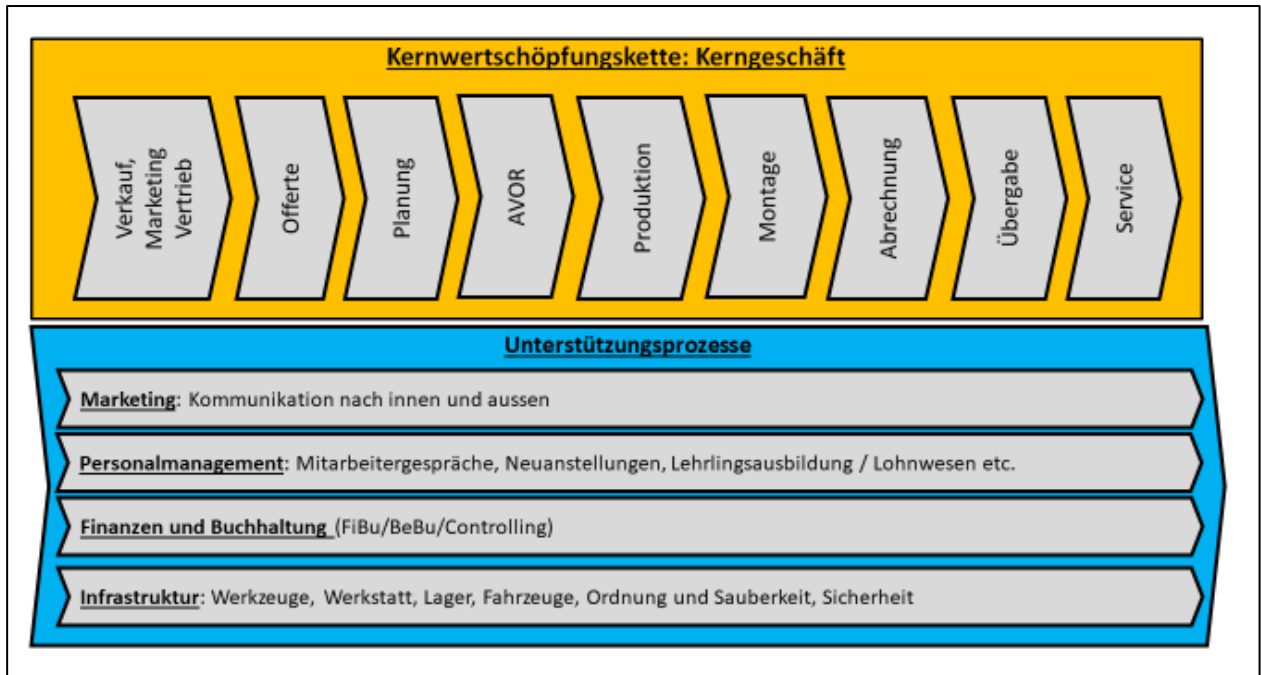 Kernwertschöpfungskette: Kerngeschäft
Verkauf,
Marketing
Vertrieb
Offerte
Planung
AVOR
Produktion
Montage
Abrechnung
Übergabe
Service
Unterstützungsprozesse
Marketing: Kommunikation nach innen und aussen
Personalmanagement: Mitarbeitergespräche, Neuanstellungen, Lehrlingsausbildung / Lohnwesen etc.
Finanzen und Buchhaltung (FiBu/BeBu/Controlling)
Infrastruktur: Werkzeuge, Werkstatt, Lager, Fahrzeuge, Ordnung und Sauberkeit, Sicherheit